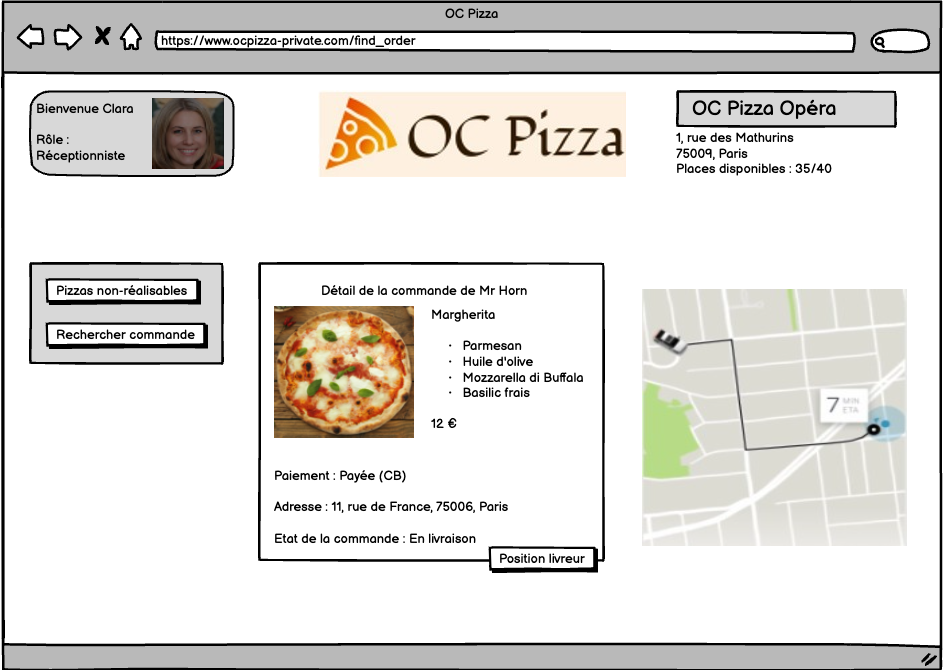 OC Pizza
https://www.ocpizza-private.com/find_order
Bienvenue Clara
Rôle :
Réceptionniste
OC Pizza
OC Pizza Opéra
1, rue des Mathurins
75009, Paris
Places disponibles : 35/40
Pizzas non-réalisables
Rechercher commande
Détail de la commande de Mr Horn
Margherita
· Parmesan
· Huile d'olive
· Mozzarella di Buffala
· Basilic frais
12 €
Paiement : Payée (CB)
Adresse : 11, rue de France, 75006, Paris
Etat de la commande : En livraison
Position livreur
7 MIN
ETA